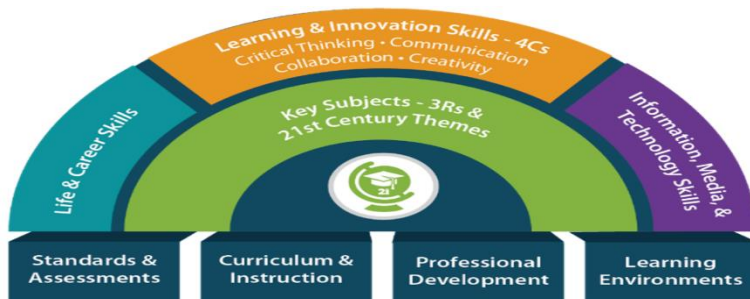 Learning & Innovation Skills - 4Cs
Critical Thinking • Communication
Collaboration • Creativity
Life & Career Skills
Key Subjects - 3Rs &
21st Century Themes
Information, Media, &
Technology Skills
21
Standards &
Assessments
Curriculum &
Instruction
Professional
Development
Learning
Environments